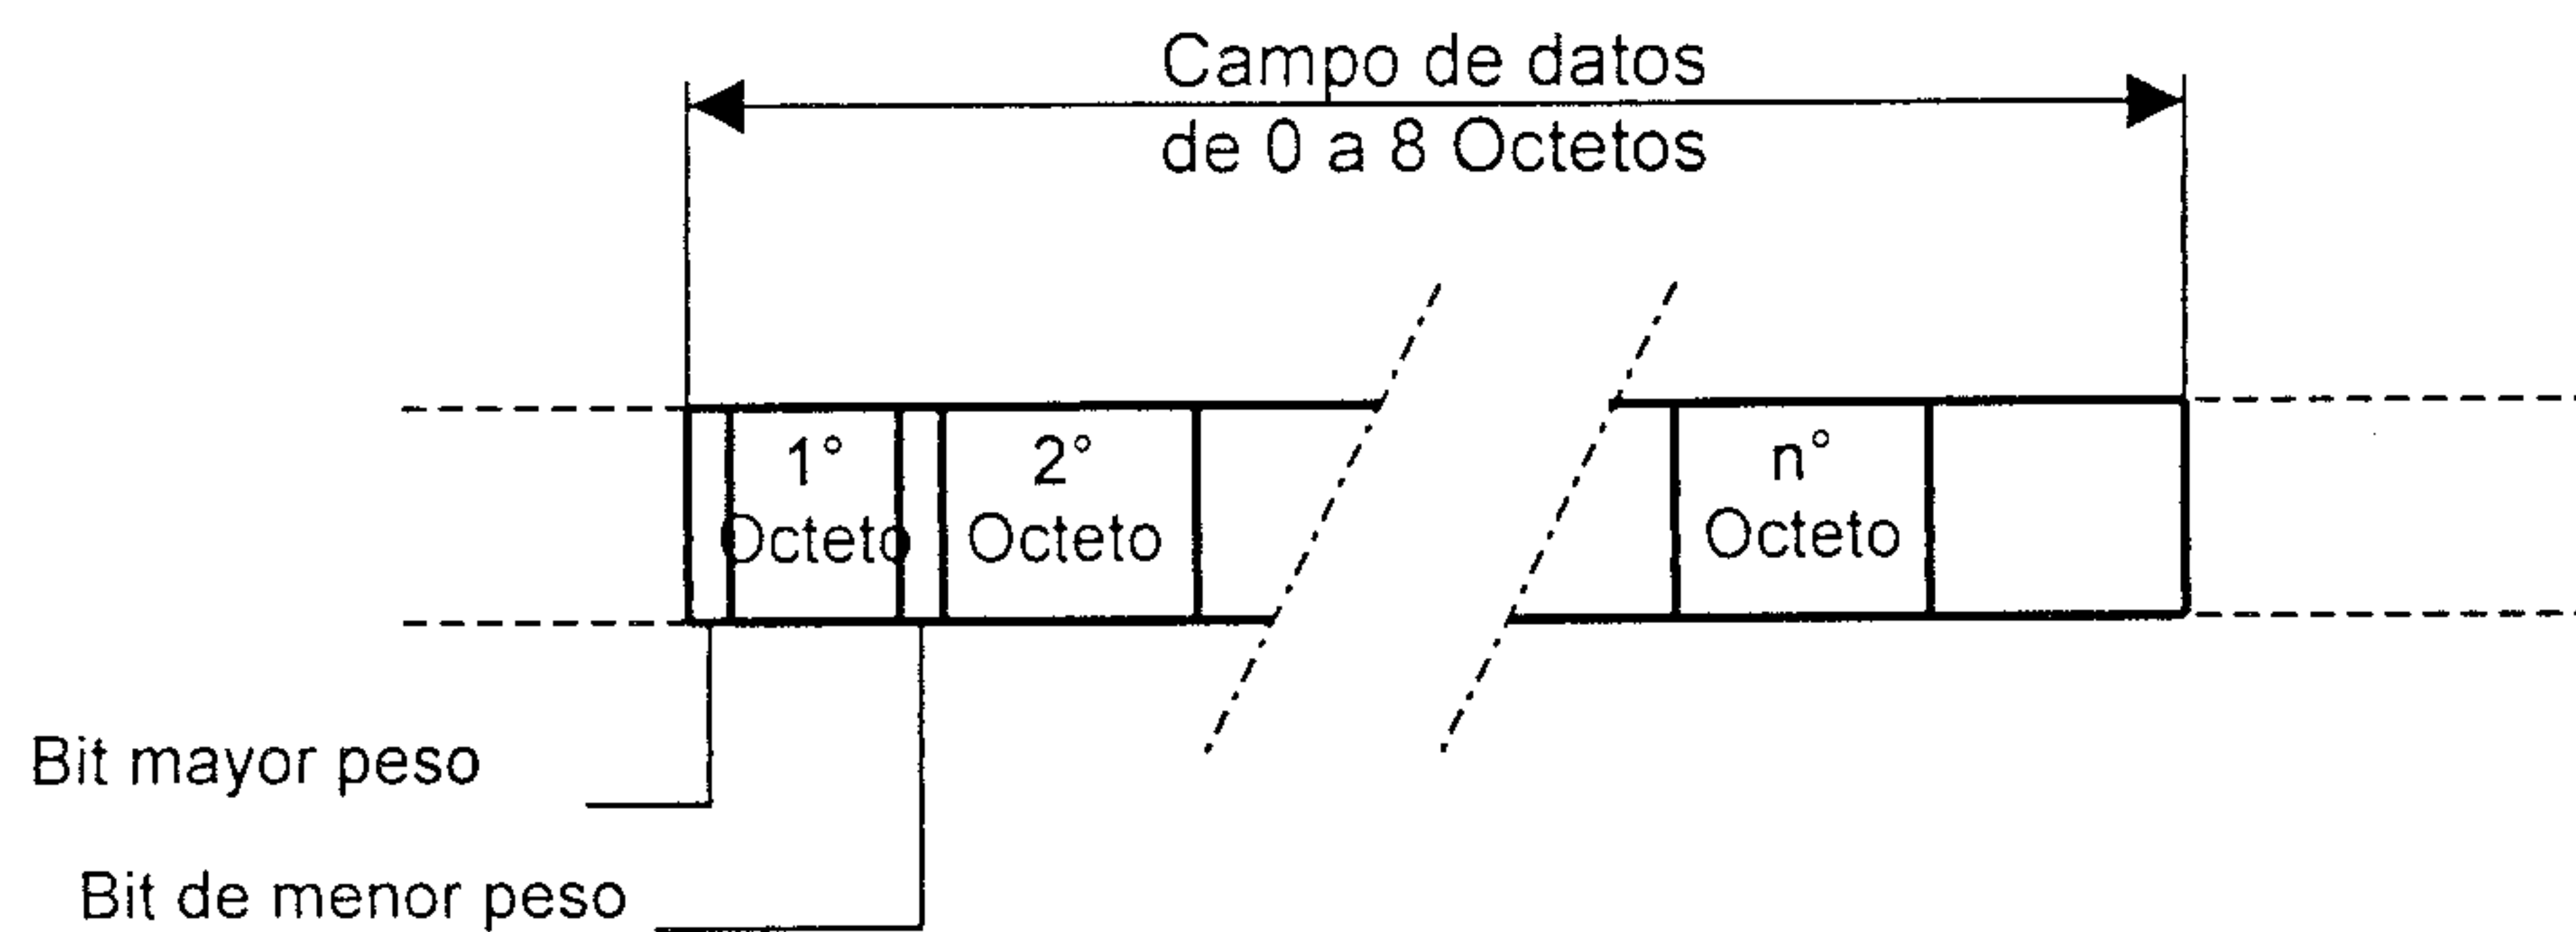 Campo de datos
de 0 a 8 Octetos
1°
Octeto
2°
Octeto
n°
Octeto
Bit mayor peso
Bit de menor peso